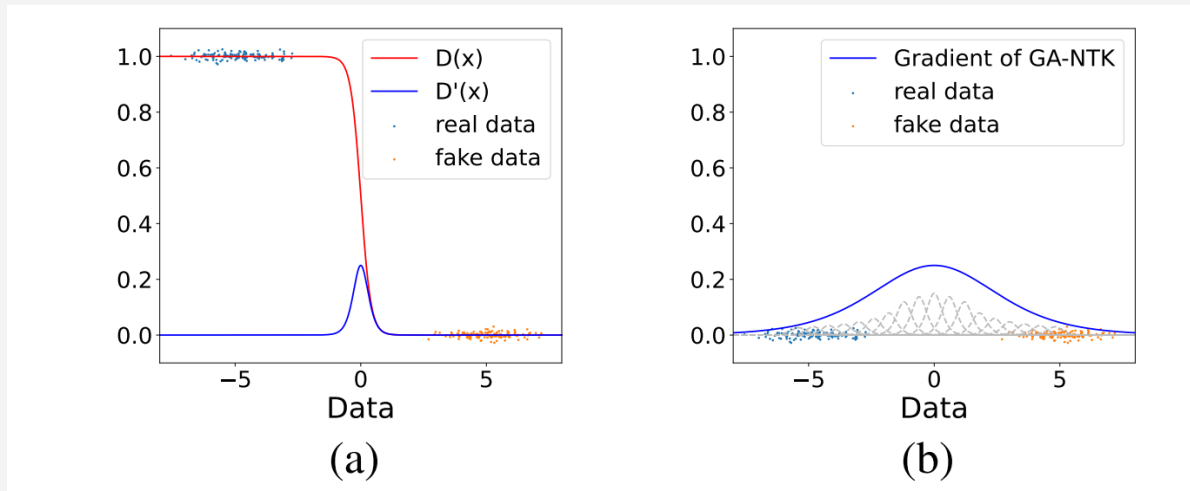 1.0
0.8
0.6
0.4
0.2
0.0
−5
0
5
Data
D(x)
D'(x)
real data
fake data
(a)
1.0
0.8
0.6
0.4
0.2
0.0
−5
0
5
Data
Gradient of GA-NTK
real data
fake data
(b)